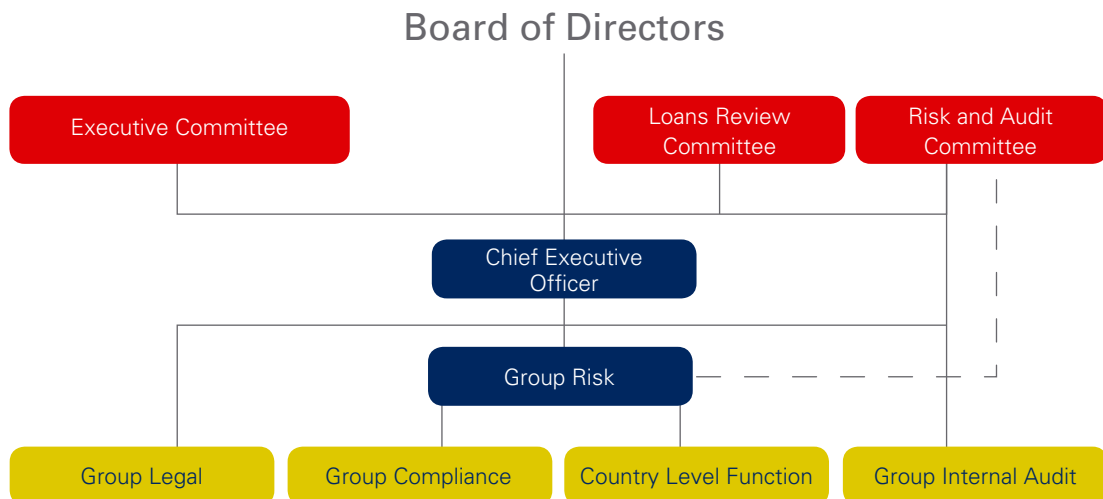 Board of Directors
Executive Committee
Loans Review
Committee
Risk and Audit
Committee
Chief Executive
Officer
Group Risk
Group Legal
Group Compliance
Country Level Function
Group Internal Audit